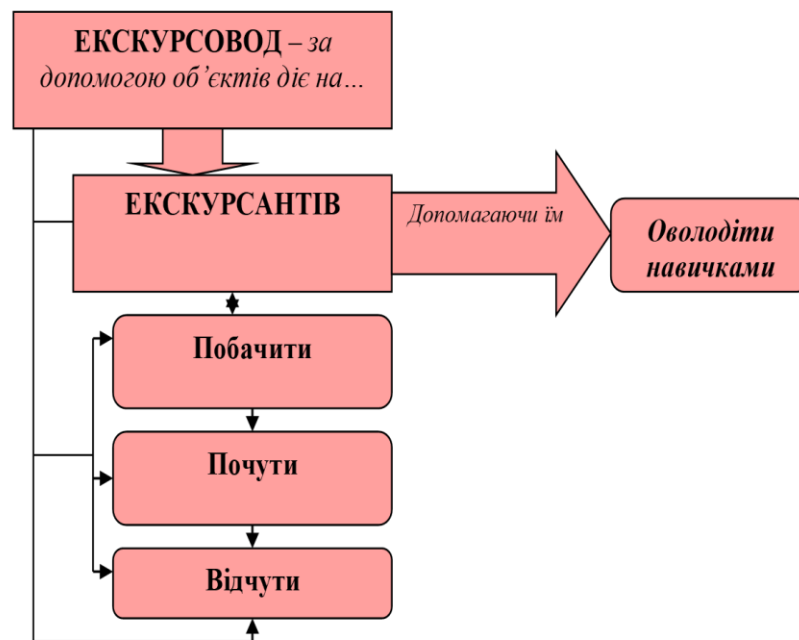 ЕКСКУРСОВОД – за
допомогою об’єктів діє на…
ЕКСКУРСАНТІВ
Допомагаючи їм
Оволодіти
навичками
Побачити
Почути
Відчути